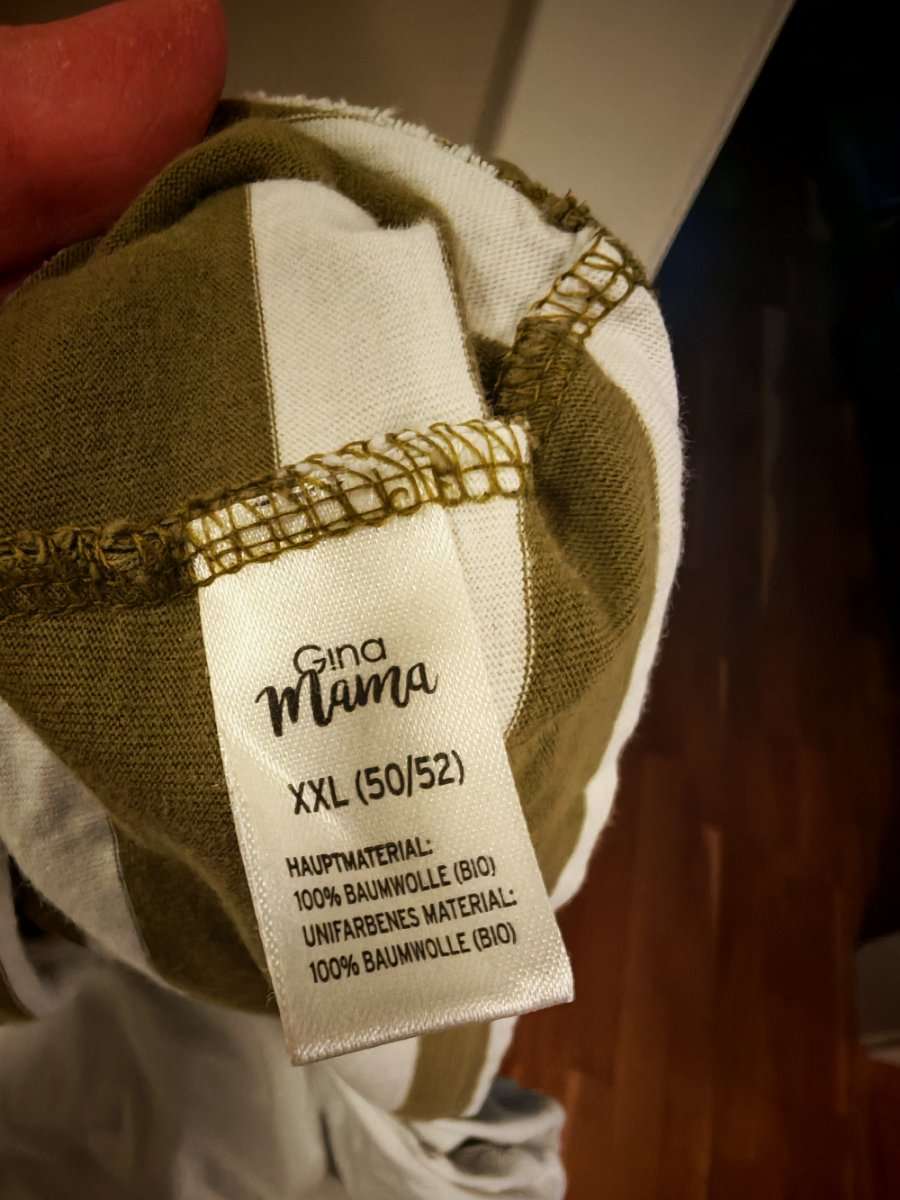 Gina
Mama
XXL (50/52)
HAUPTMATERIAL:
100% BAUMWOLLE (BIO)
UNIFARBENES MATERIAL:
100% BAUMWOLLE (BIO)